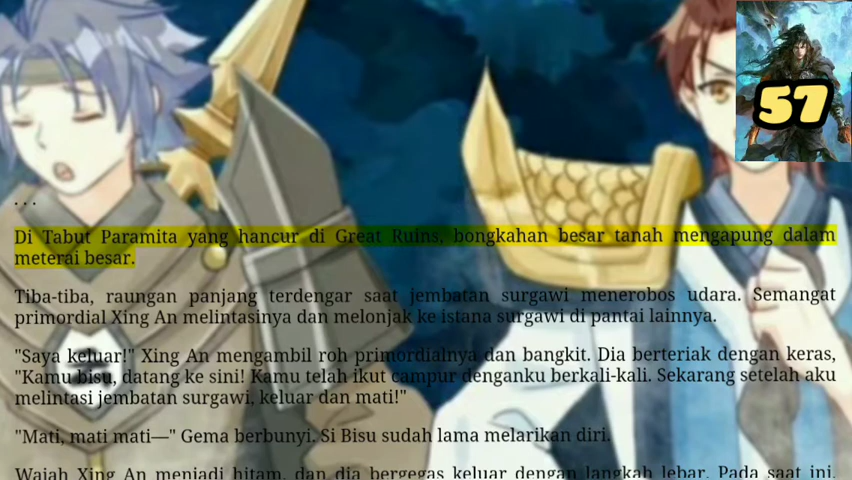 57
. . .
Di Tabut Paramita yang hancur di Great Ruins, bongkahan besar tanah mengapung dalam
meterai besar.
Tiba-tiba, raungan panjang terdengar saat jembatan surgawi menerobos udara. Semangat
primordial Xing An melintasinya dan melonjak ke istana surgawi di pantai lainnya.
"Saya keluar!" Xing An mengambil roh primordialnya dan bangkit. Dia berteriak dengan keras,
"Kamu bisu, datang ke sini! Kamu telah ikut campur denganku berkali-kali. Sekarang setelah aku
melintasi jembatan surgawi, keluar dan mati!"
"Mati, mati mati—" Gema berbunyi. Si Bisu sudah lama melarikan diri.
Wajah Xing An menjadi hitam, dan dia bergegas keluar dengan langkah lebar. Pada saat ini,